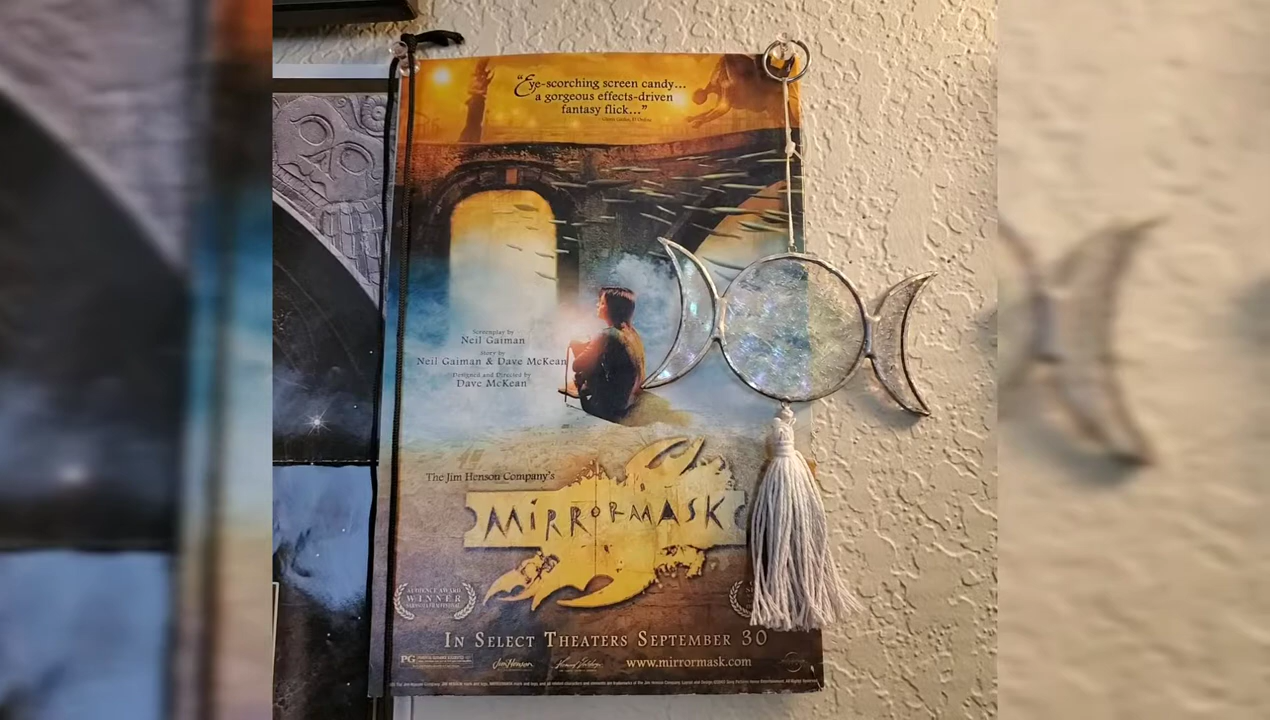 “Eye-scorching screen candy...
a gorgeous effects-driven
fantasy flick...”
Screenplay by
Neil Gaiman
Story by
Neil Gaiman & Dave McKean
Designed and Directed by
Dave McKean
The Jim Henson Company's
MIRRORMASK
AUDIENCE AWARD
WINNER
IN SELECT THEATERS SEPTEMBER 30
PG
www.mirrormask.com